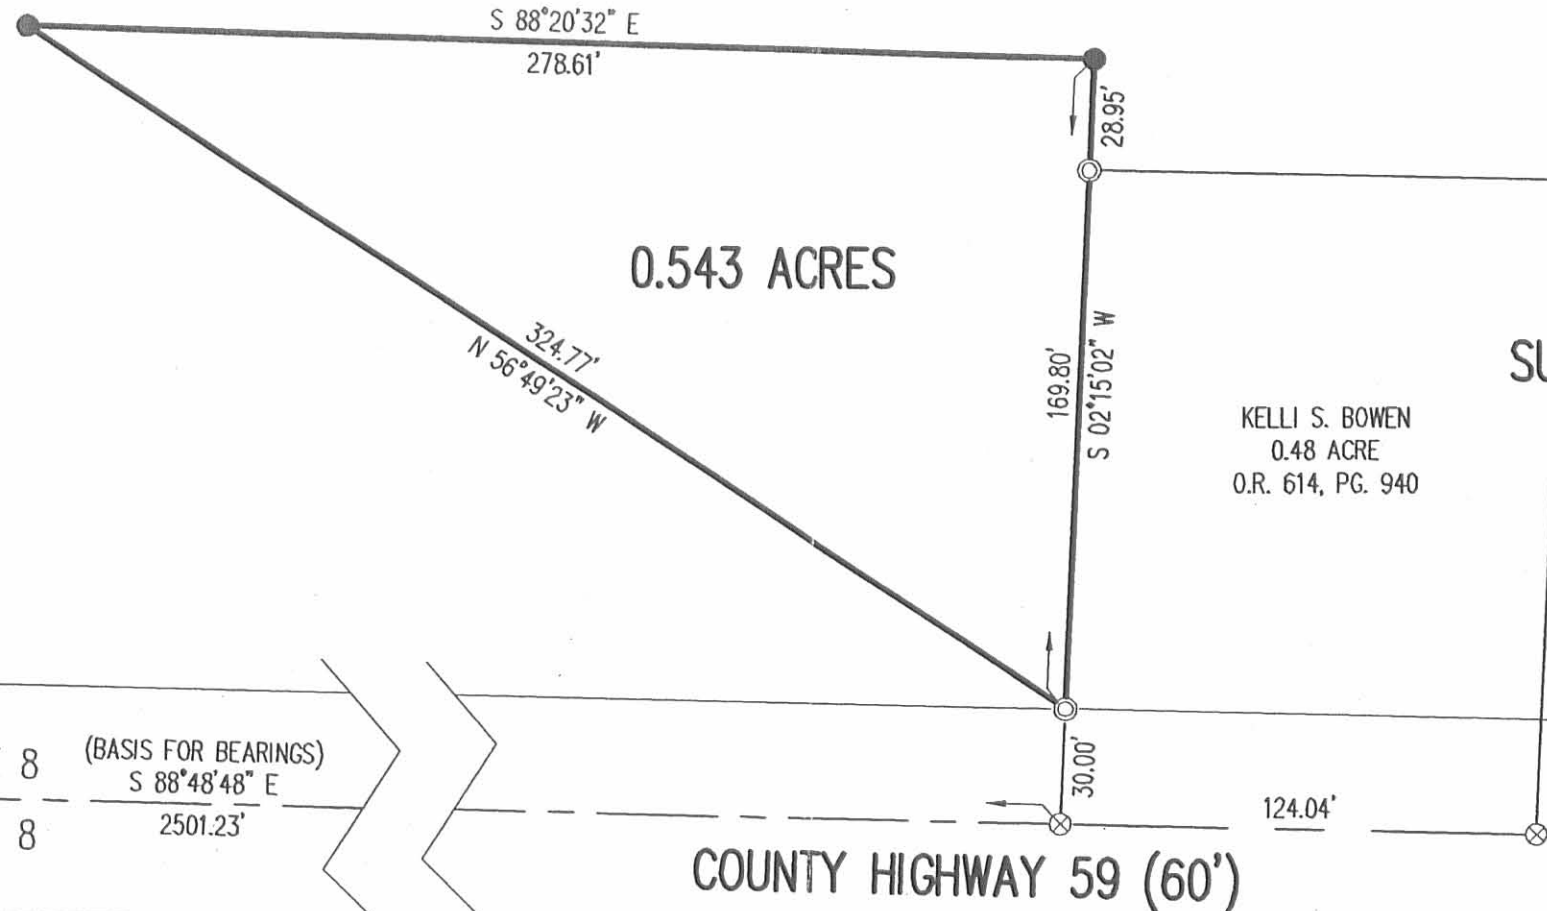 S 88°20'32" E
278.61'
28.95'
0.543 ACRES
324.77'
N 56°49'23" W
169.80'
S 02°15'02" W
SU
KELLI S. BOWEN
0.48 ACRE
O.R. 614, PG. 940
8
(BASIS FOR BEARINGS)
S 88°48'48" E
2501.23'
8
30.00'
124.04'
COUNTY HIGHWAY 59 (60')